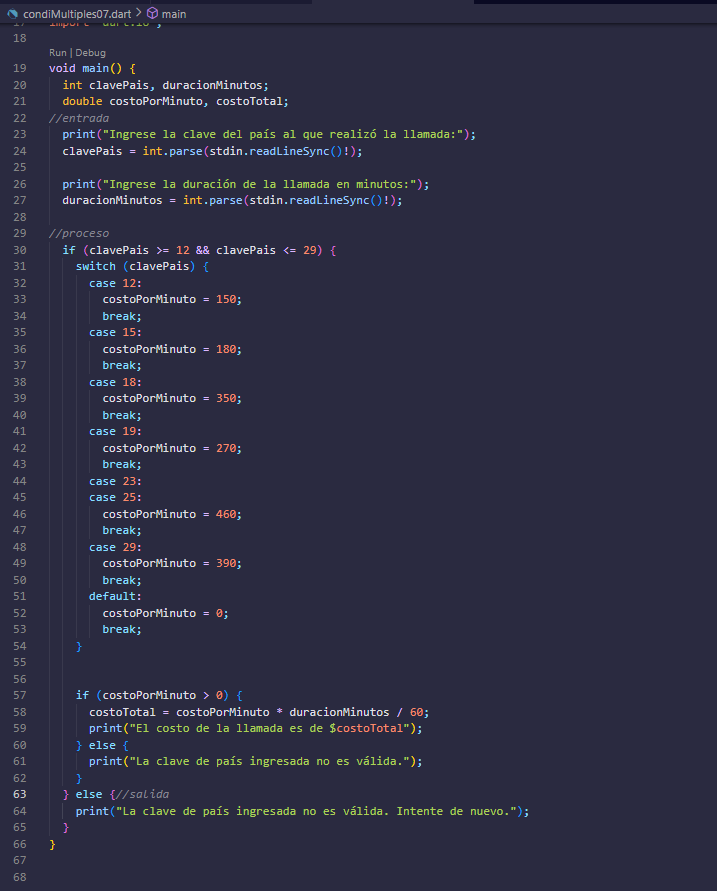 condiMultiples07.dart > main
17 import 'dart:io';
18
Run | Debug
19 void main() {
20   int clavePais, duracionMinutos;
21   double costoPorMinuto, costoTotal;
22 //entrada
23   print("Ingrese la clave del país al que realizó la llamada:");
24   clavePais = int.parse(stdin.readLineSync()!);
25
26   print("Ingrese la duración de la llamada en minutos:");
27   duracionMinutos = int.parse(stdin.readLineSync()!);
28
29 //proceso
30   if (clavePais >= 12 && clavePais <= 29) {
31     switch (clavePais) {
32       case 12:
33         costoPorMinuto = 150;
34         break;
35       case 15:
36         costoPorMinuto = 180;
37         break;
38       case 18:
39         costoPorMinuto = 350;
40         break;
41       case 19:
42         costoPorMinuto = 270;
43         break;
44       case 23:
45       case 25:
46         costoPorMinuto = 460;
47         break;
48       case 29:
49         costoPorMinuto = 390;
50         break;
51       default:
52         costoPorMinuto = 0;
53         break;
54     }
55
56
57     if (costoPorMinuto > 0) {
58       costoTotal = costoPorMinuto * duracionMinutos / 60;
59       print("El costo de la llamada es de $costoTotal");
60     } else {
61       print("La clave de país ingresada no es válida.");
62     }
63   } else {//salida
64     print("La clave de país ingresada no es válida. Intente de nuevo.");
65   }
66 }
67
68